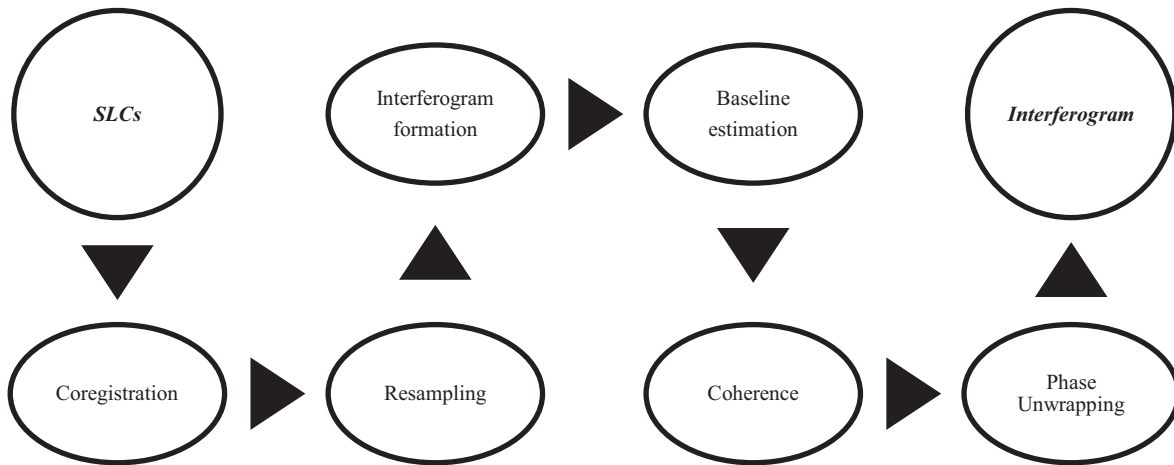 SLCs
Interferogram
formation
Baseline
estimation
Interferogram
Coregistration
Resampling
Coherence
Phase
Unwrapping